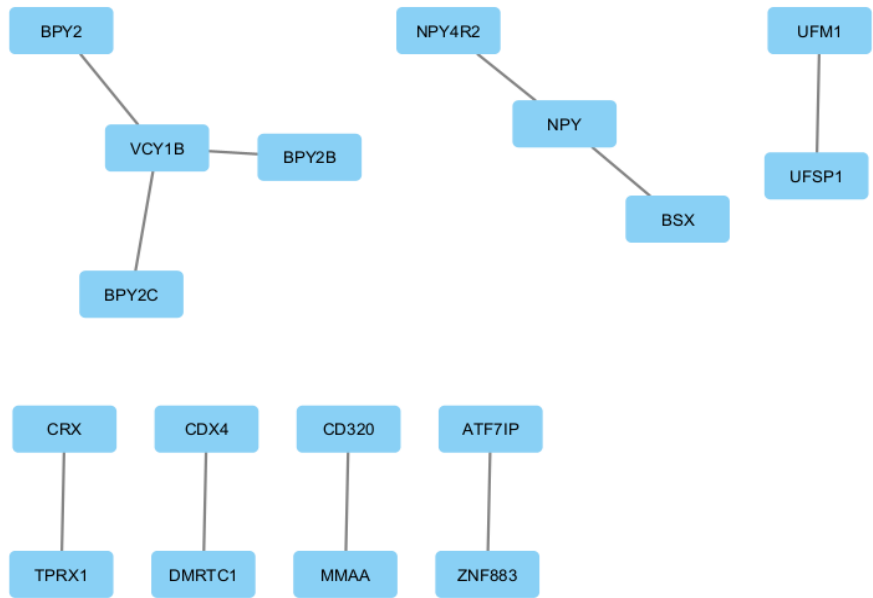 BPY2
NPY4R2
UFM1
NPY
VCY1B
BPY2B
UFSP1
BSX
BPY2C
CRX
CDX4
CD320
ATF7IP
TPRX1
DMRTC1
MMAA
ZNF883